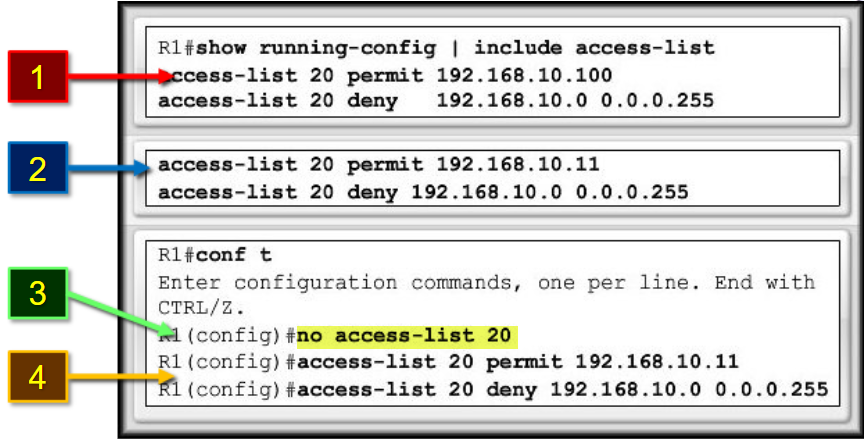 1
R1#show running-config | include access-list
access-list 20 permit 192.168.10.100
access-list 20 deny   192.168.10.0 0.0.0.255
2
access-list 20 permit 192.168.10.11
access-list 20 deny 192.168.10.0 0.0.0.255
R1#conf t
Enter configuration commands, one per line. End with
CTRL/Z.
3
R1(config)#no access-list 20
4
R1(config)#access-list 20 permit 192.168.10.11
R1(config)#access-list 20 deny 192.168.10.0 0.0.0.255